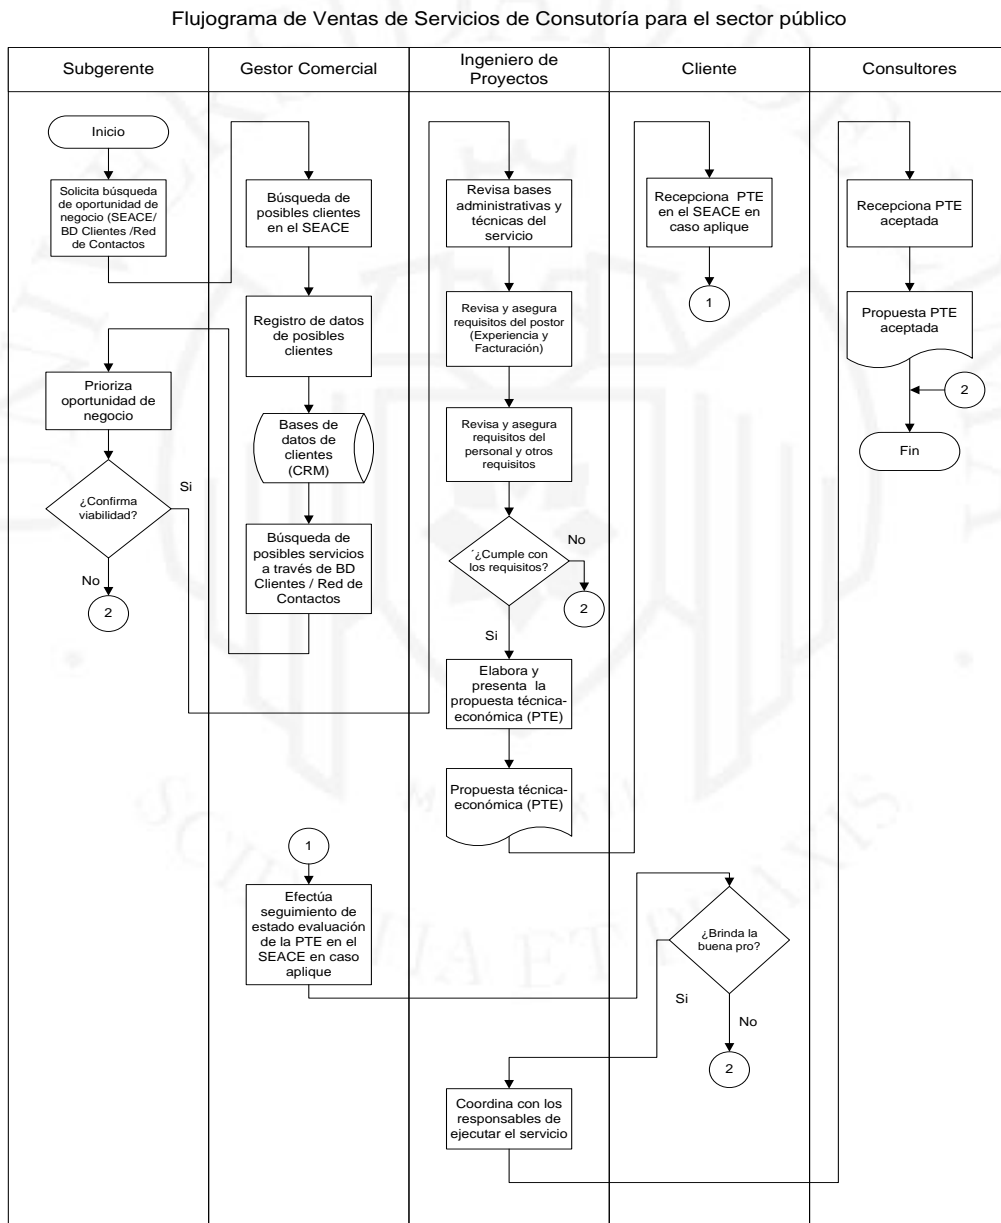 Flujograma de Ventas de Servicios de Consutoría para el sector público
Subgerente
Gestor Comercial
Ingeniero de
Proyectos
Cliente
Consultores
Inicio
Solicita búsqueda
de oportunidad de
negocio (SEACE/
BD Clientes /Red
de Contactos
Prioriza
oportunidad de
negocio
¿Confirma
viabilidad?
Si
No
2
Búsqueda de
posibles clientes
en el SEACE
Registro de datos
de posibles
clientes
Bases de
datos de
clientes
(CRM)
Búsqueda de
posibles servicios
a través de BD
Clientes / Red de
Contactos
1
Efectúa
seguimiento de
estado evaluación
de la PTE en el
SEACE en caso
aplique
Revisa bases
administrativas y
técnicas del
servicio
Revisa y asegura
requisitos del postor
(Experiencia y
Facturación)
Revisa y asegura
requisitos del
personal y otros
requisitos
´¿Cumple con
los requisitos?
No
2
Si
Elabora y
presenta la
propuesta técnica-
económica (PTE)
Propuesta técnica-
económica (PTE)
Coordina con los
responsables de
ejecutar el servicio
Recepciona PTE
en el SEACE en
caso aplique
1
¿Brinda la
buena pro?
Si
No
2
Recepciona PTE
aceptada
Propuesta PTE
aceptada
2
Fin
SCIENTIA ET PRAXIS